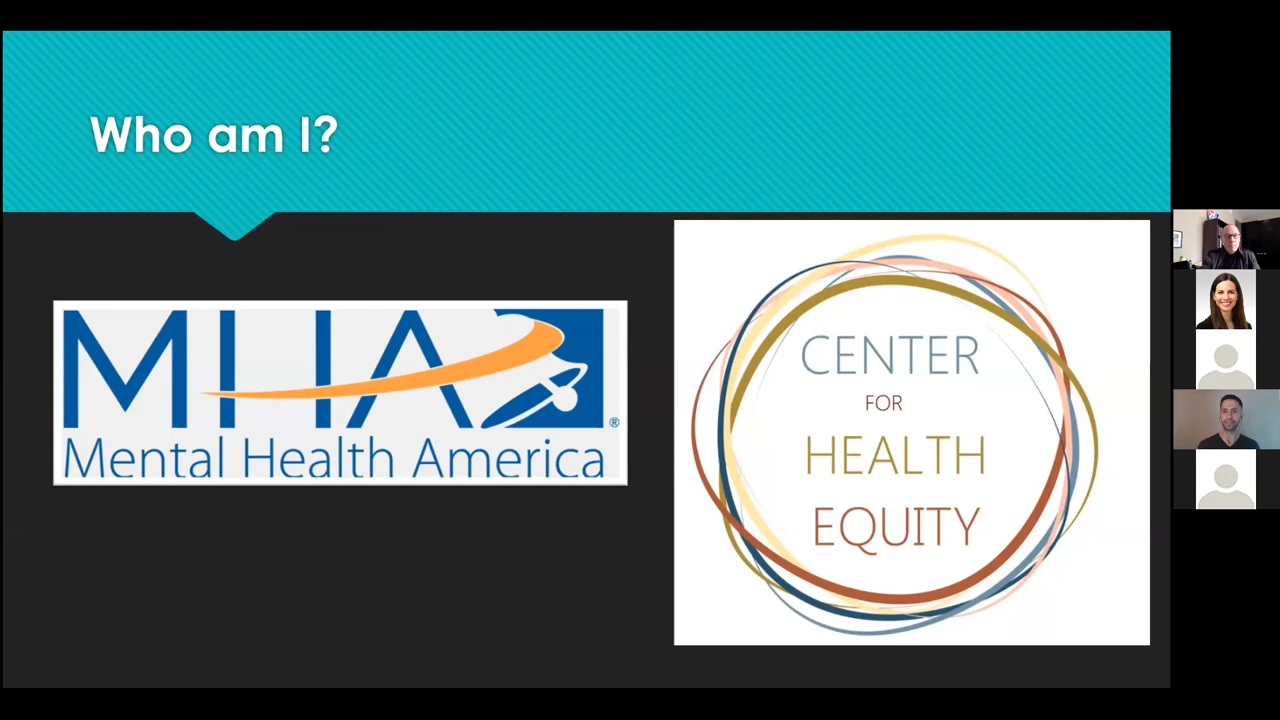 Who am I?
MHA
®
Mental Health America
CENTER
FOR
HEALTH
EQUITY